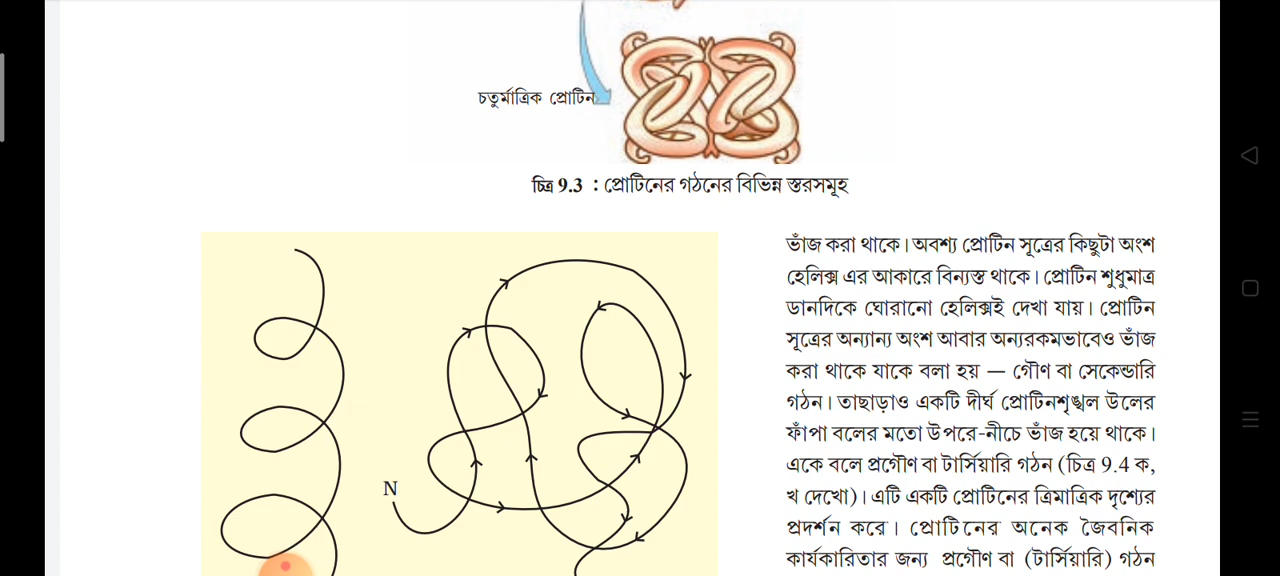 চতুর্মাত্রিক প্রোটিন
চিত্র 9.3 : প্রোটিনের গঠনের বিভিন্ন স্তরসমূহ
N
ভাঁজ করা থাকে। অবশ্য প্রোটিন সূত্রের কিছুটা অংশ
হেলিক্স এর আকারে বিন্যস্ত থাকে। প্রোটিন শুধুমাত্র
ডানদিকে ঘোরানো হেলিক্সই দেখা যায়। প্রোটিন
সূত্রের অন্যান্য অংশ আবার অন্যরকমভাবেও ভাঁজ
করা থাকে যাকে বলা হয় — গৌণ বা সেকেন্ডারি
গঠন। তাছাড়াও একটি দীর্ঘ প্রোটিনশৃঙ্খল উলের
ফাঁপা বলের মতো উপরে-নীচে ভাঁজ হয়ে থাকে।
একে বলে প্রগৌণ বা টার্সিয়ারি গঠন (চিত্র 9.4 ক,
খ দেখো)। এটি একটি প্রোটিনের ত্রিমাত্রিক দৃশ্যের
প্রদর্শন করে। প্রোটিনের অনেক জৈবনিক
কার্যকারিতার জন্য প্রগৌণ বা (টার্সিয়ারি) গঠন